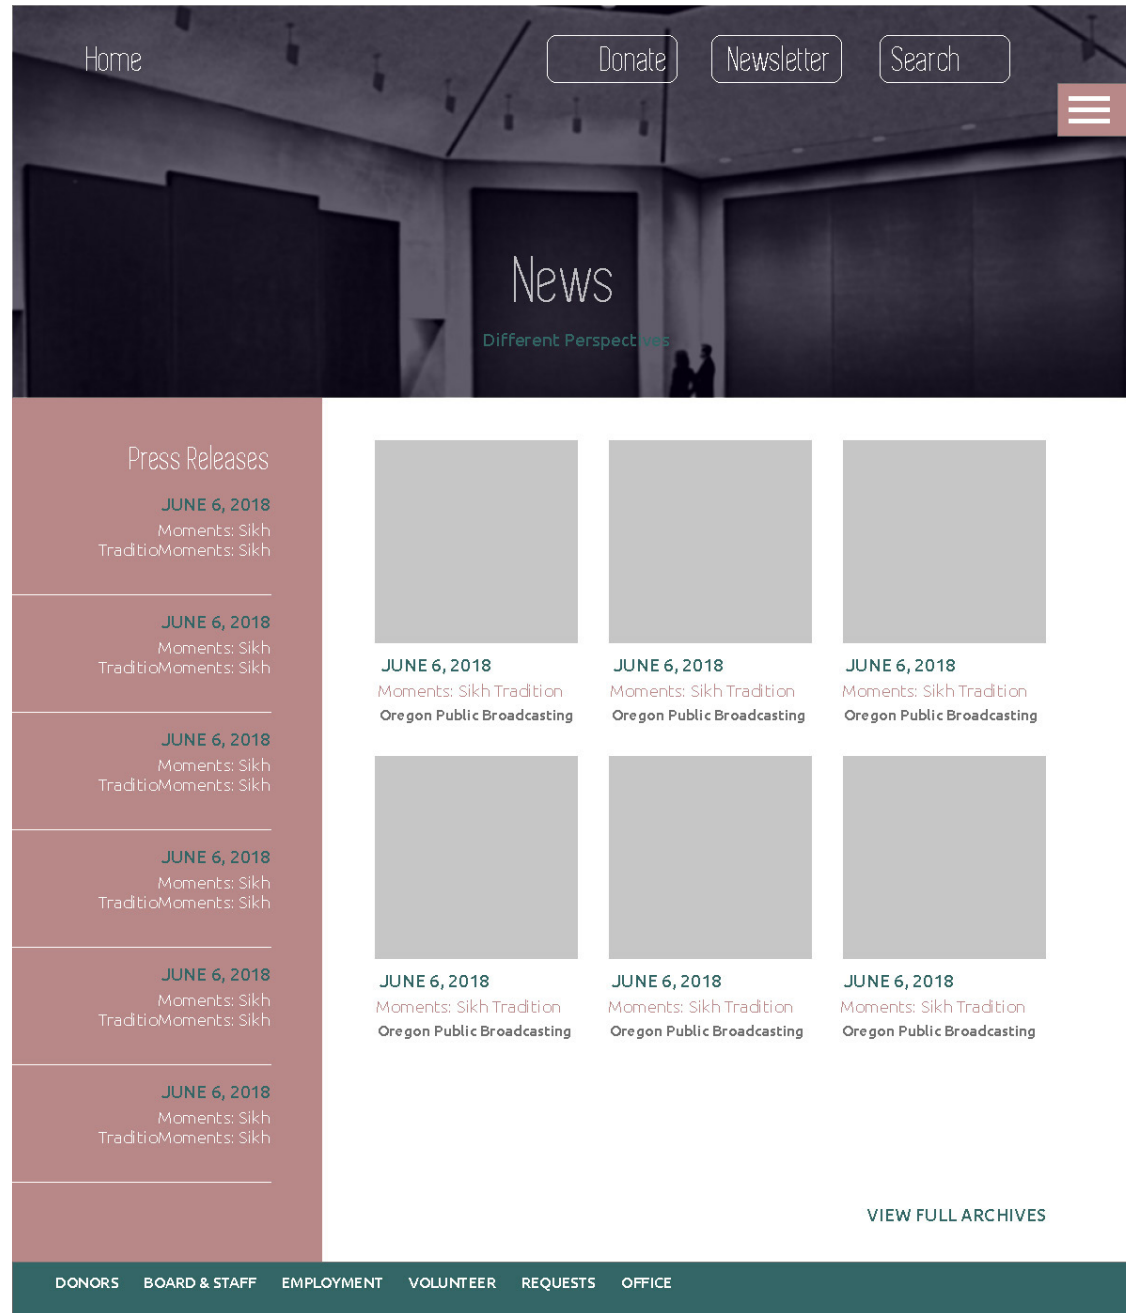 Home
Donate
Newsletter
Search
News
Different Perspectives
Press Releases
JUNE 6, 2018
Moments: Sikh
TraditioMoments: Sikh
JUNE 6, 2018
Moments: Sikh
TraditioMoments: Sikh
JUNE 6, 2018
Moments: Sikh
TraditioMoments: Sikh
JUNE 6, 2018
Moments: Sikh
TraditioMoments: Sikh
JUNE 6, 2018
Moments: Sikh
TraditioMoments: Sikh
JUNE 6, 2018
Moments: Sikh
TraditioMoments: Sikh
JUNE 6, 2018
Moments: Sikh Tradition
Oregon Public Broadcasting
JUNE 6, 2018
Moments: Sikh Tradition
Oregon Public Broadcasting
JUNE 6, 2018
Moments: Sikh Tradition
Oregon Public Broadcasting
JUNE 6, 2018
Moments: Sikh Tradition
Oregon Public Broadcasting
JUNE 6, 2018
Moments: Sikh Tradition
Oregon Public Broadcasting
JUNE 6, 2018
Moments: Sikh Tradition
Oregon Public Broadcasting
VIEW FULL ARCHIVES
DONORS BOARD & STAFF EMPLOYMENT VOLUNTEER REQUESTS OFFICE